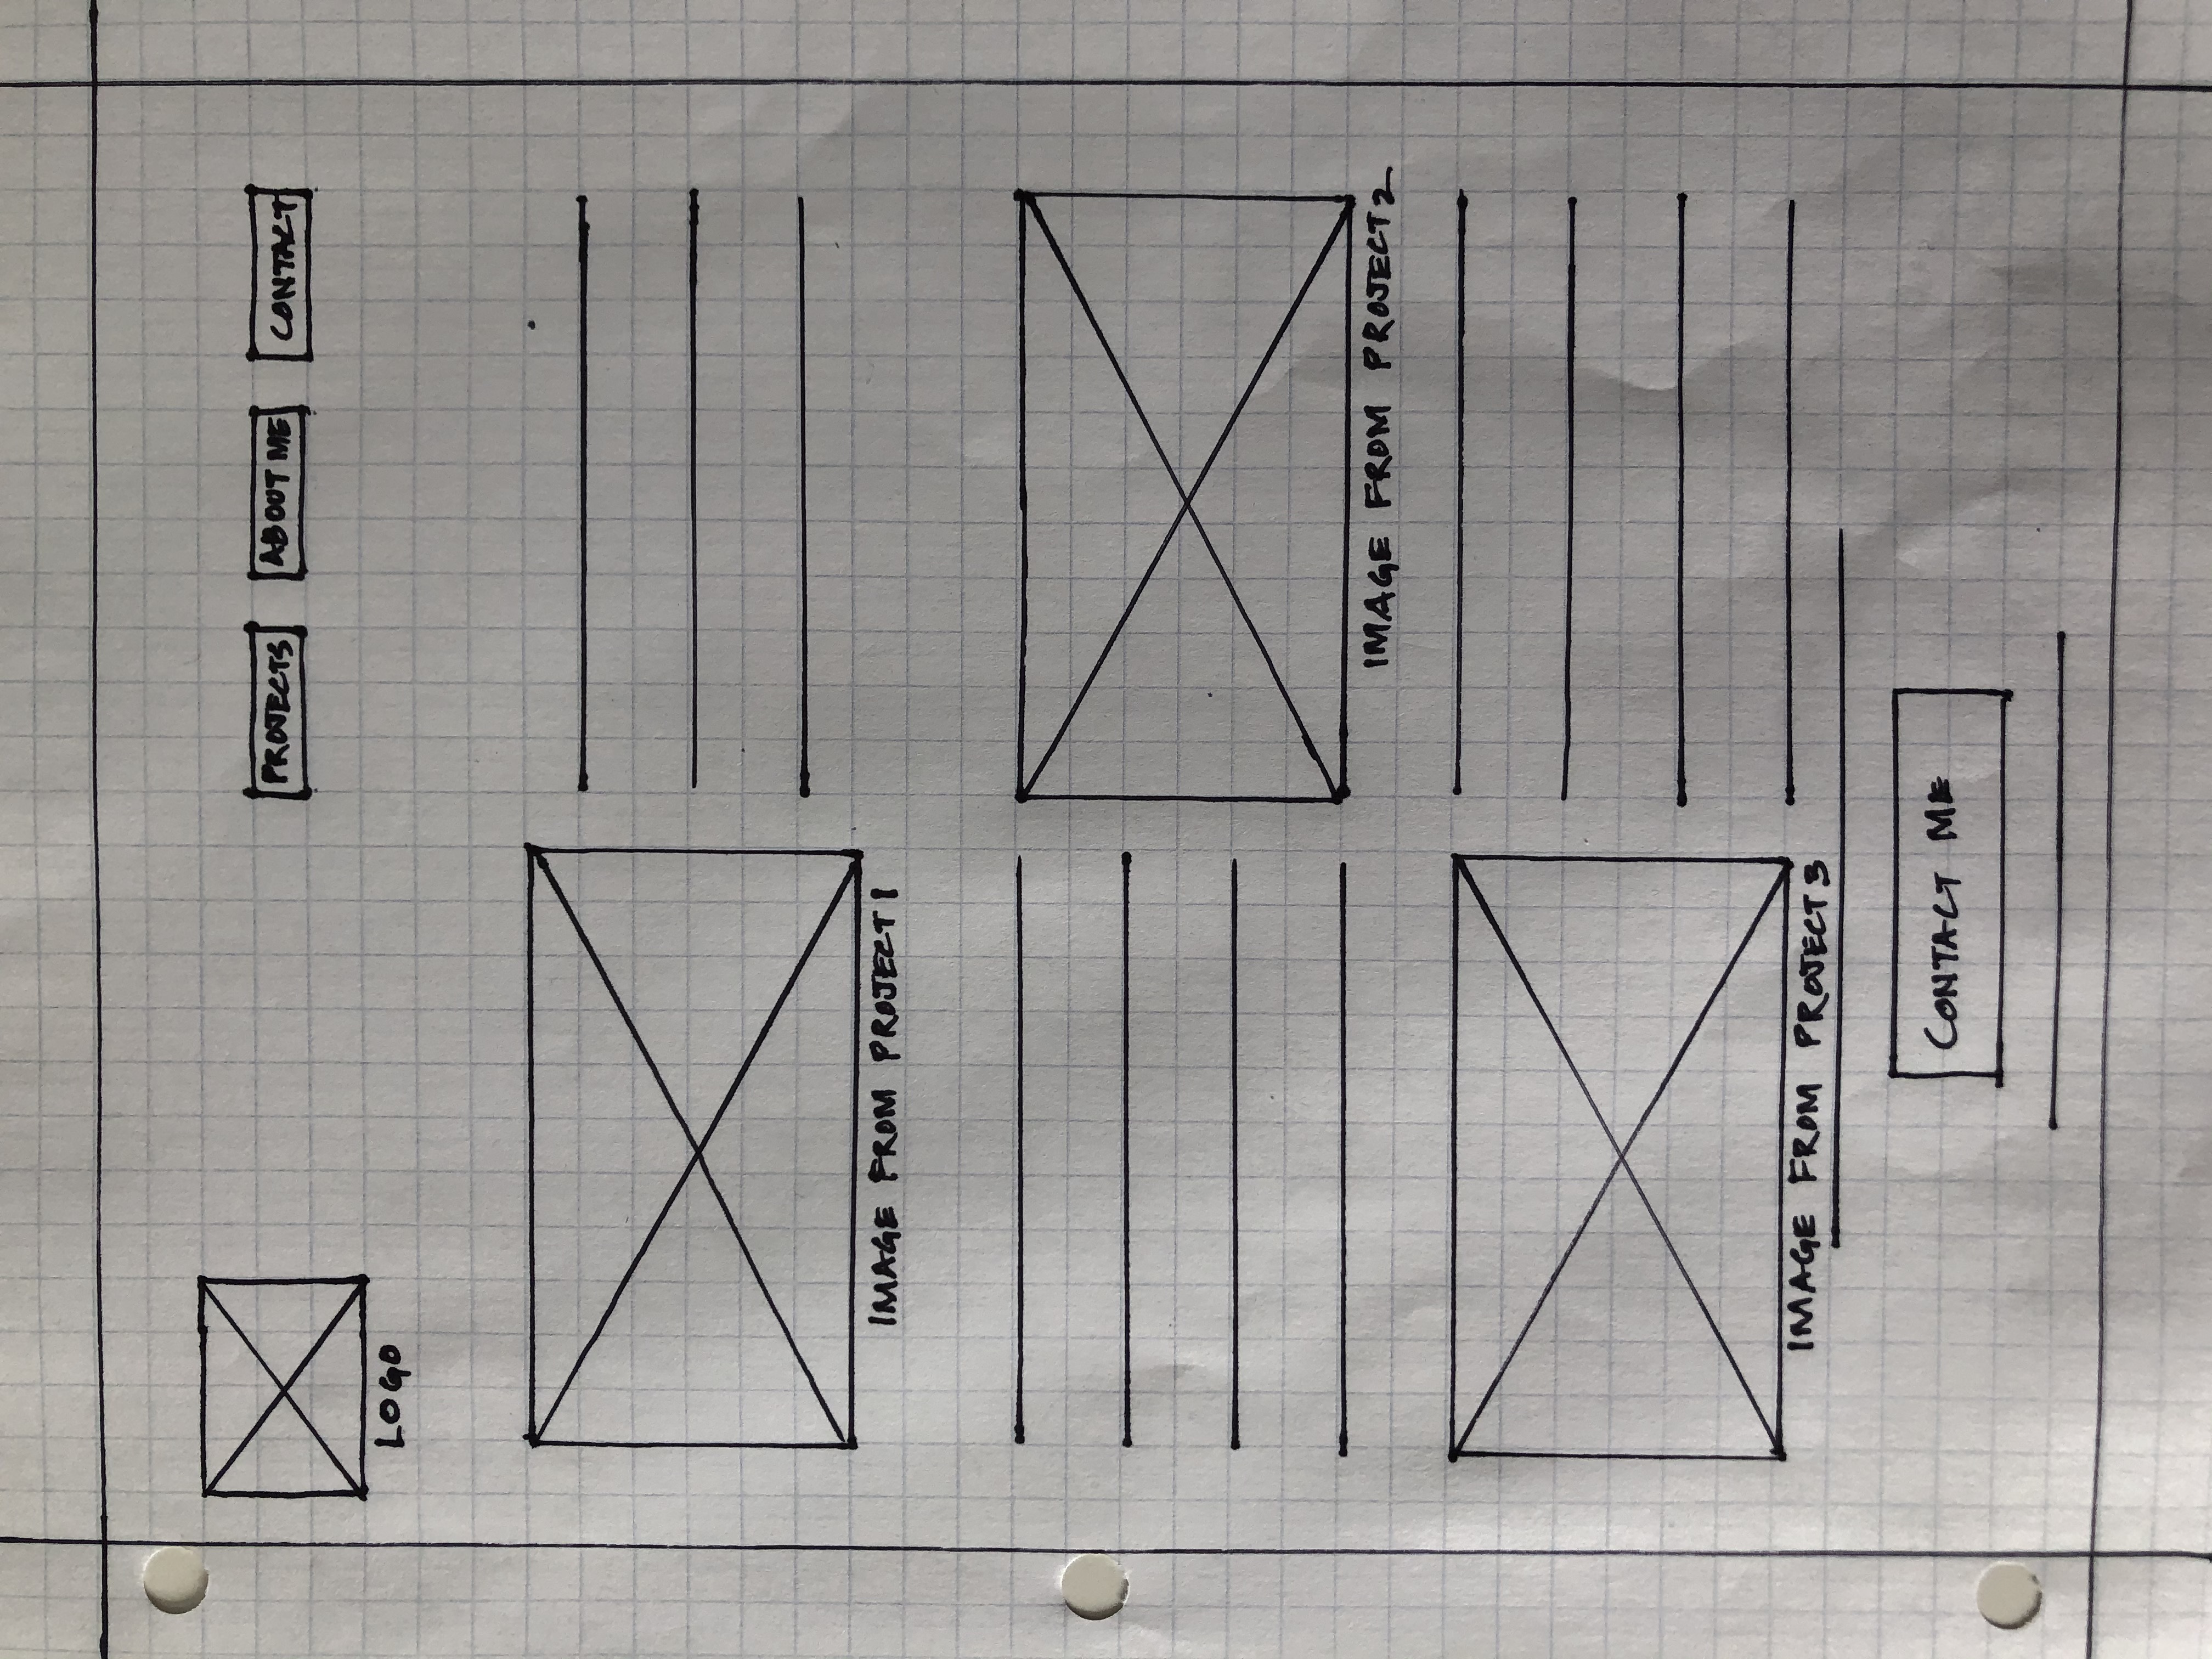 LOGO
PROJECTS
ABOUT ME
CONTACT
IMAGE FROM PROJECT 1
IMAGE FROM PROJECT 2
IMAGE FROM PROJECT 3
CONTACT ME